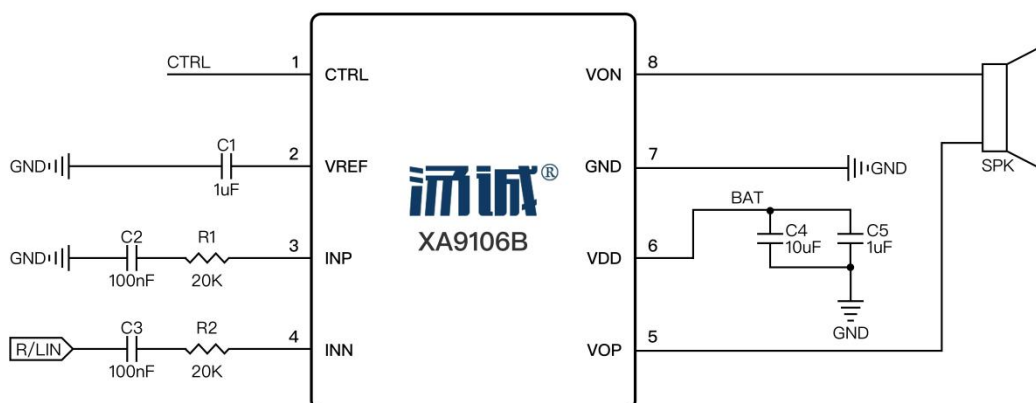 CTRL 1 CTRL VON 8
C1
GND 2 VREF GND 7 GND
1uF
SPK
汤诚®
XA9106B
BAT
C2 R1 C4 C5
10uF 1uF
GND 3 INP VDD 6
100nF 20K
GND
C3 R2
R/LIN 4 INN VOP 5
100nF 20K